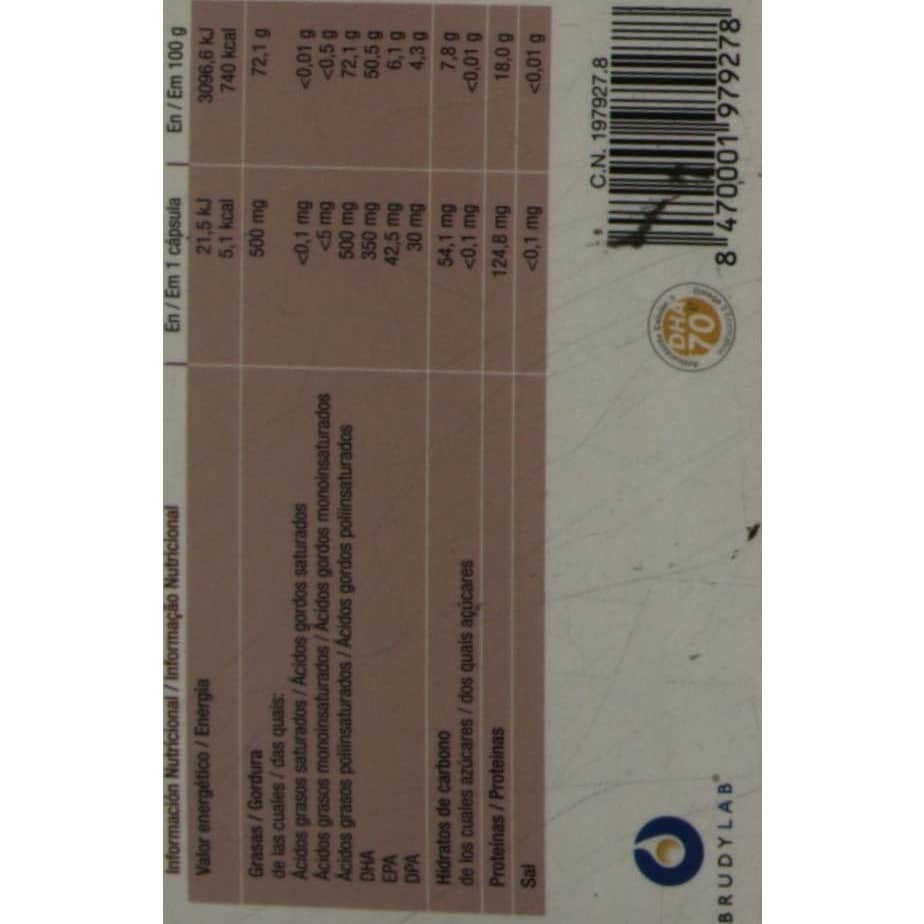 Información Nutricional / Informação Nutricional En / Em 1 cápsula En / Em 100 g
Valor energético / Energia 21,5 kJ 3096,6 kJ
5,1 kcal 740 kcal
Grasas / Gordura 500 mg 72,1 g
de las cuales / das quais:
Ácidos grasos saturados / Ácidos gordos saturados <0,1 mg <0,01 g
Ácidos grasos monoinsaturados / Ácidos gordos monoinsaturados <5 mg <0,5 g
Ácidos grasos poliinsaturados / Ácidos gordos poliinsaturados 500 mg 72,1 g
DHA 350 mg 50,5 g
EPA 42,5 mg 6,1 g
DPA 30 mg 4,3 g
Hidratos de carbono 54,1 mg 7,8 g
de los cuales azúcares / dos quais açúcares <0,1 mg <0,01 g
Proteínas / Proteínas 124,8 mg 18,0 g
Sal <0,1 mg <0,01 g
C.N. 197927.8
8 470001 979278
DHA
70
BRUDYLAB®